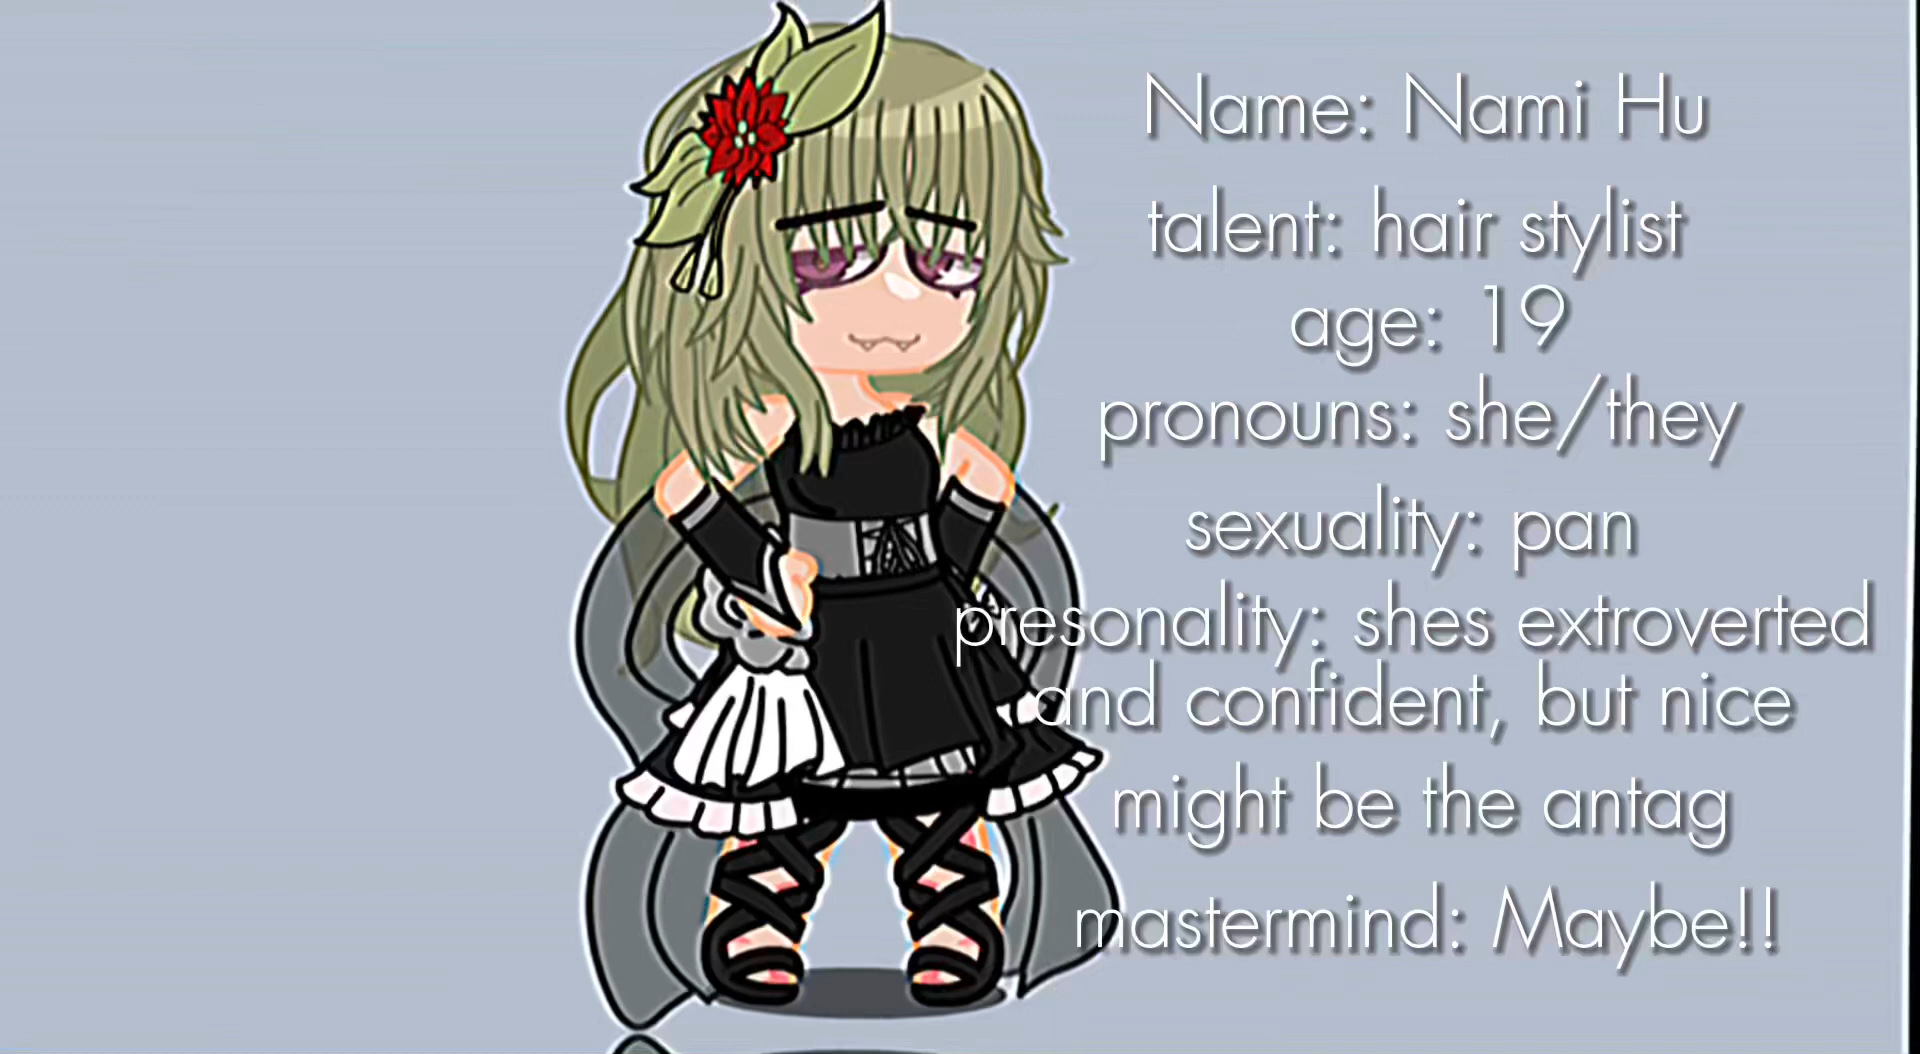 Name: Nami Hu
talent: hair stylist
age: 19
pronouns: she/they
sexuality: pan
presonality: shes extroverted
and confident, but nice
might be the antag
mastermind: Maybe!!